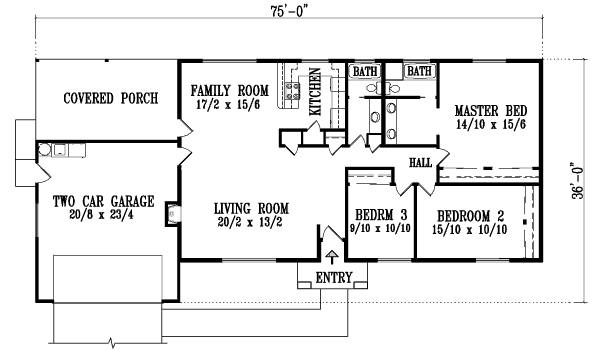 75'-0"
BATH
BATH
FAMILY ROOM
17/2 x 15/6
KITCHEN
COVERED PORCH
MASTER BED
14/10 x 15/6
HALL
36'-0"
TWO CAR GARAGE
20/8 x 23/4
LIVING ROOM
20/2 x 13/2
BEDRM 3
9/10 x 10/10
BEDROOM 2
15/10 x 10/10
ENTRY